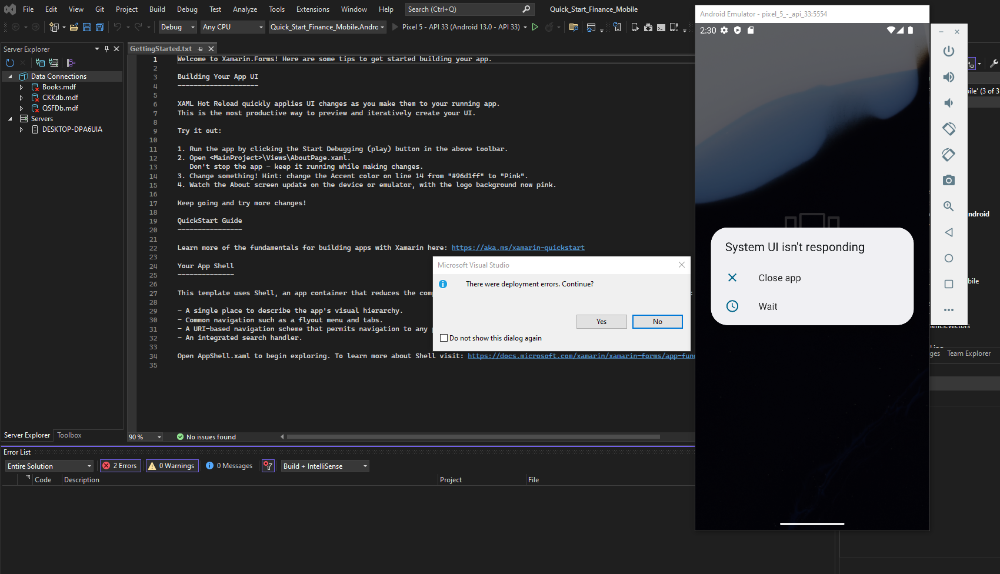 File Edit View Git Project Build Debug Test Analyze Tools Extensions Window Help Search (Ctrl+Q) Quick_Start_Finance_Mobile
Debug Any CPU Quick_Start_Finance_Mobile.Andro Pixel 5 - API 33 (Android 13.0 - API 33)
Server Explorer
Data Connections
Books.mdf
CKKdb.mdf
QSFDb.mdf
Servers
DESKTOP-DPA6UIA
Server Explorer Toolbox
GettingStarted.txt
1 Welcome to Xamarin.Forms! Here are some tips to get started building your app.
2
3 Building Your App UI
4 --------------------
5
6 XAML Hot Reload quickly applies UI changes as you make them to your running app.
7 This is the most productive way to preview and iteratively create your UI.
8
9 Try it out:
10
11 1. Run the app by clicking the Start Debugging (play) button in the above toolbar.
12 2. Open <MainProject>\Views\AboutPage.xaml.
13 Don't stop the app - keep it running while making changes.
14 3. Change something! Hint: change the Accent color on line 14 from "#96d1ff" to "Pink".
15 4. Watch the About screen update on the device or emulator, with the logo background now pink.
16
17 Keep going and try more changes!
18
19 QuickStart Guide
20 ----------------
21
22 Learn more of the fundamentals for building apps with Xamarin here: https://aka.ms/xamarin-quickstart
23
24 Your App Shell
25 --------------
26
27 This template uses Shell, an app container that reduces the com
28
29 - A single place to describe the app's visual hierarchy.
30 - Common navigation such as a flyout menu and tabs.
31 - A URI-based navigation scheme that permits navigation to any
32 - An integrated search handler.
33
34 Open AppShell.xaml to begin exploring. To learn more about Shell visit: https://docs.microsoft.com/xamarin/xamarin-forms/app-fund
35
90 % No issues found
Microsoft Visual Studio
There were deployment errors. Continue?
Yes No
Do not show this dialog again
Error List
Entire Solution 2 Errors 0 Warnings 0 Messages Build + IntelliSense
Code Description Project File
Android Emulator - pixel_5_-_api_33:5554
2:30
System UI isn't responding
Close app
Wait
bile' (3 of 3
android
bile
erics.Vectors
ges Team Explorer